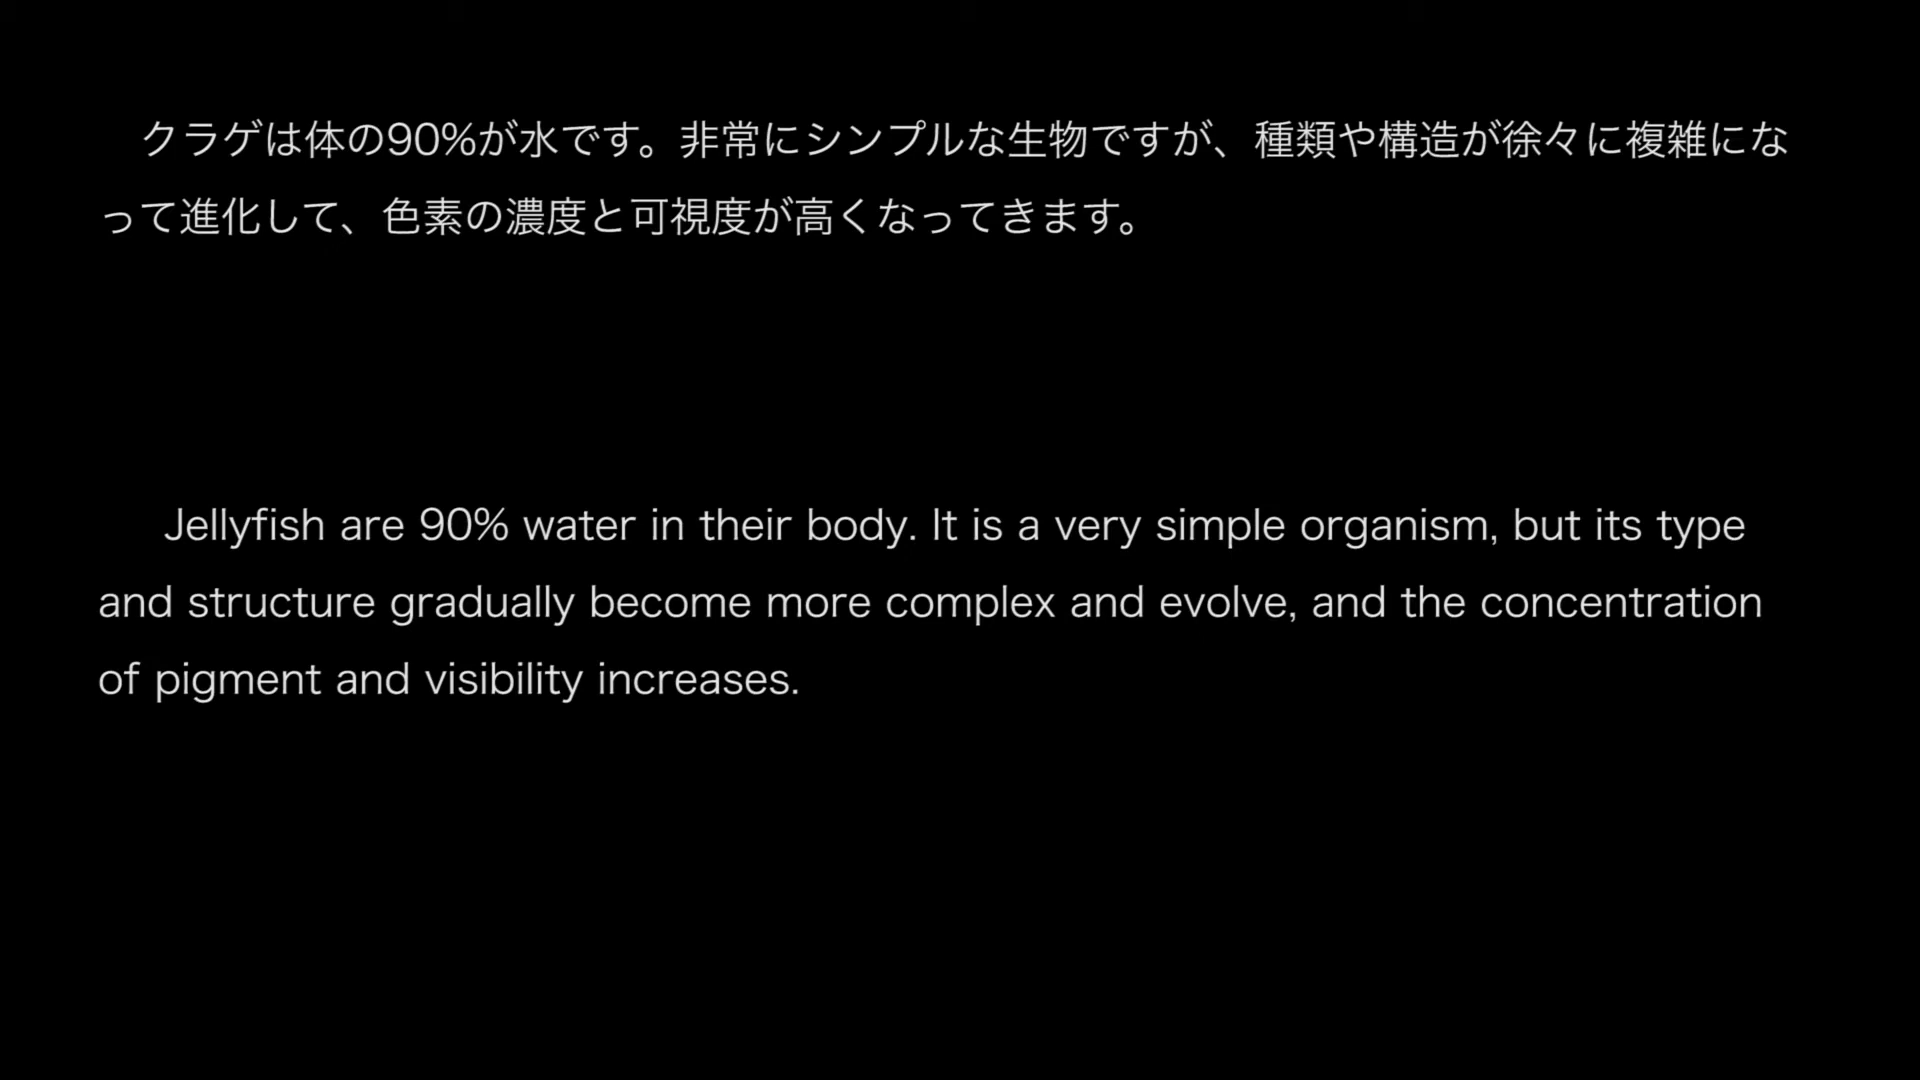 クラゲは体の90%が水です。非常にシンプルな生物ですが、種類や構造が徐々に複雑にな
って進化して、色素の濃度と可視度が高くなってきます。
Jellyfish are 90% water in their body. It is a very simple organism, but its type
and structure gradually become more complex and evolve, and the concentration
of pigment and visibility increases.